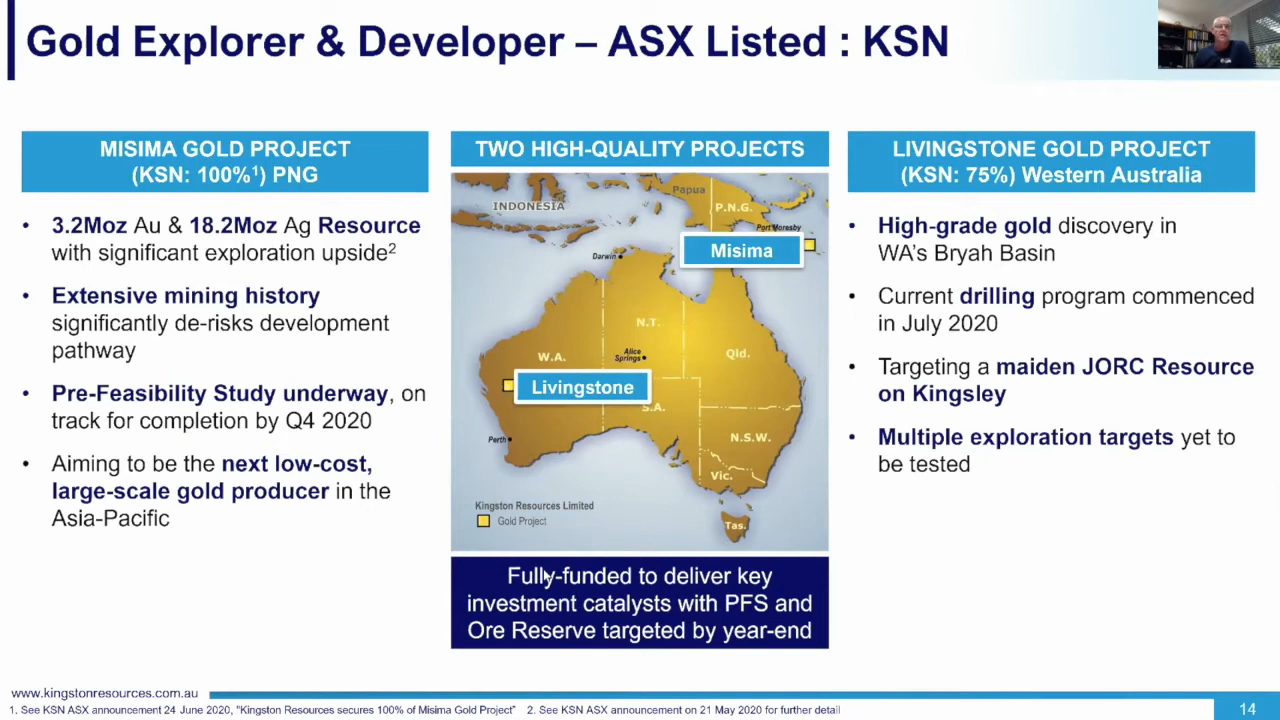 Gold Explorer & Developer – ASX Listed : KSN
MISIMA GOLD PROJECT
(KSN: 100%¹) PNG
• 3.2Moz Au & 18.2Moz Ag Resource
with significant exploration upside²
• Extensive mining history
significantly de-risks development
pathway
• Pre-Feasibility Study underway, on
track for completion by Q4 2020
• Aiming to be the next low-cost,
large-scale gold producer in the
Asia-Pacific
TWO HIGH-QUALITY PROJECTS
Papua
INDONESIA
P.N.G.
Port Moresby
Misima
Darwin
N.T.
Alice
Springs
W.A.
Qld.
Livingstone
S.A.
Perth
N.S.W.
Vic.
Tas.
Kingston Resources Limited
Gold Project
Fully-funded to deliver key
investment catalysts with PFS and
Ore Reserve targeted by year-end
LIVINGSTONE GOLD PROJECT
(KSN: 75%) Western Australia
• High-grade gold discovery in
WA's Bryah Basin
• Current drilling program commenced
in July 2020
• Targeting a maiden JORC Resource
on Kingsley
• Multiple exploration targets yet to
be tested
www.kingstonresources.com.au
1. See KSN ASX announcement 24 June 2020, "Kingston Resources secures 100% of Misima Gold Project" 2. See KSN ASX announcement on 21 May 2020 for further detail
14